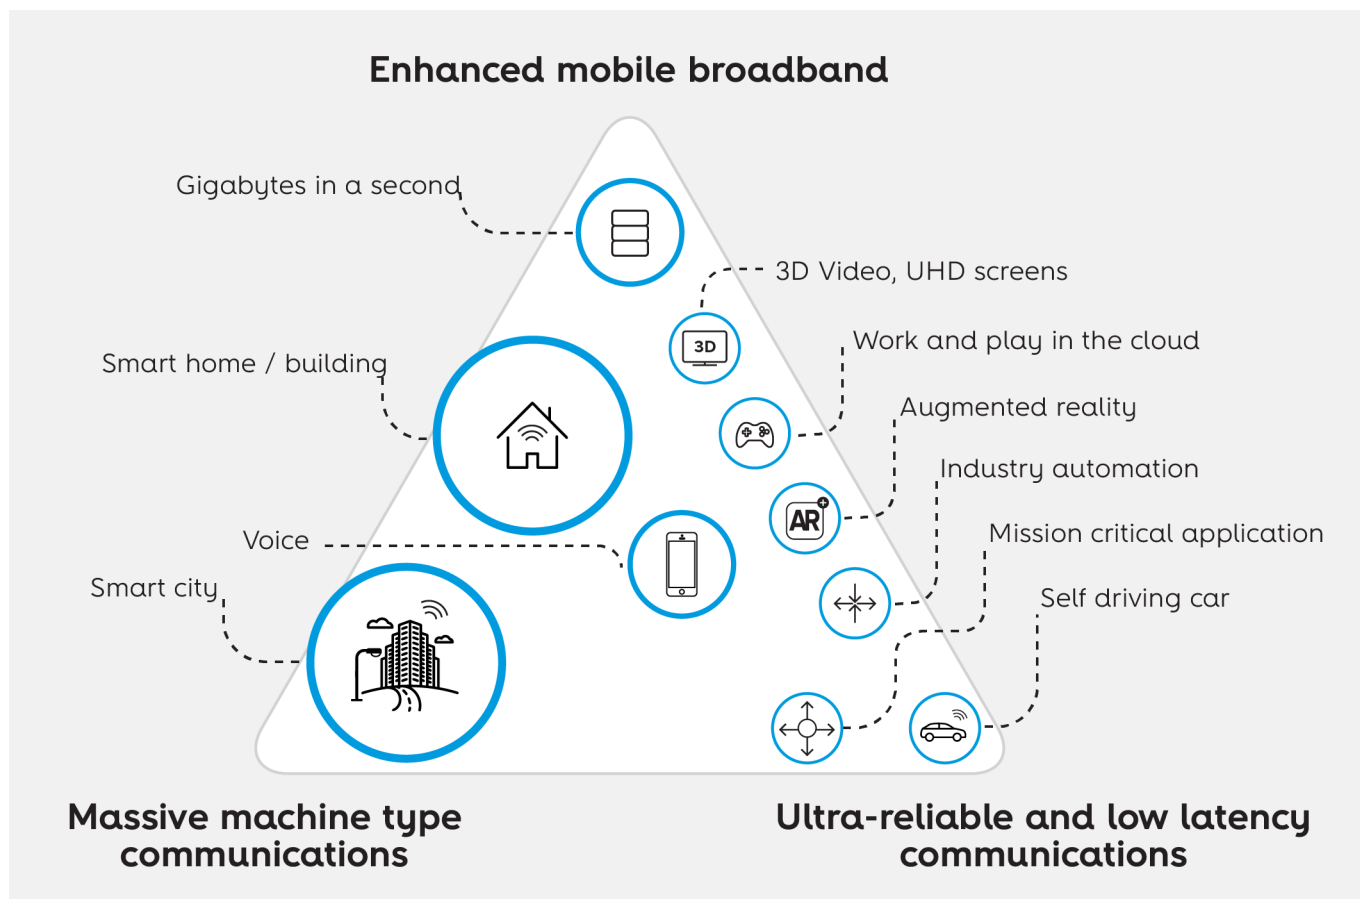 Enhanced mobile broadband
Gigabytes in a second
3D Video, UHD screens
3D
Work and play in the cloud
Smart home / building
Augmented reality
Industry automation
AR
Mission critical application
Voice
Smart city
Self driving car
Massive machine type
communications
Ultra-reliable and low latency
communications